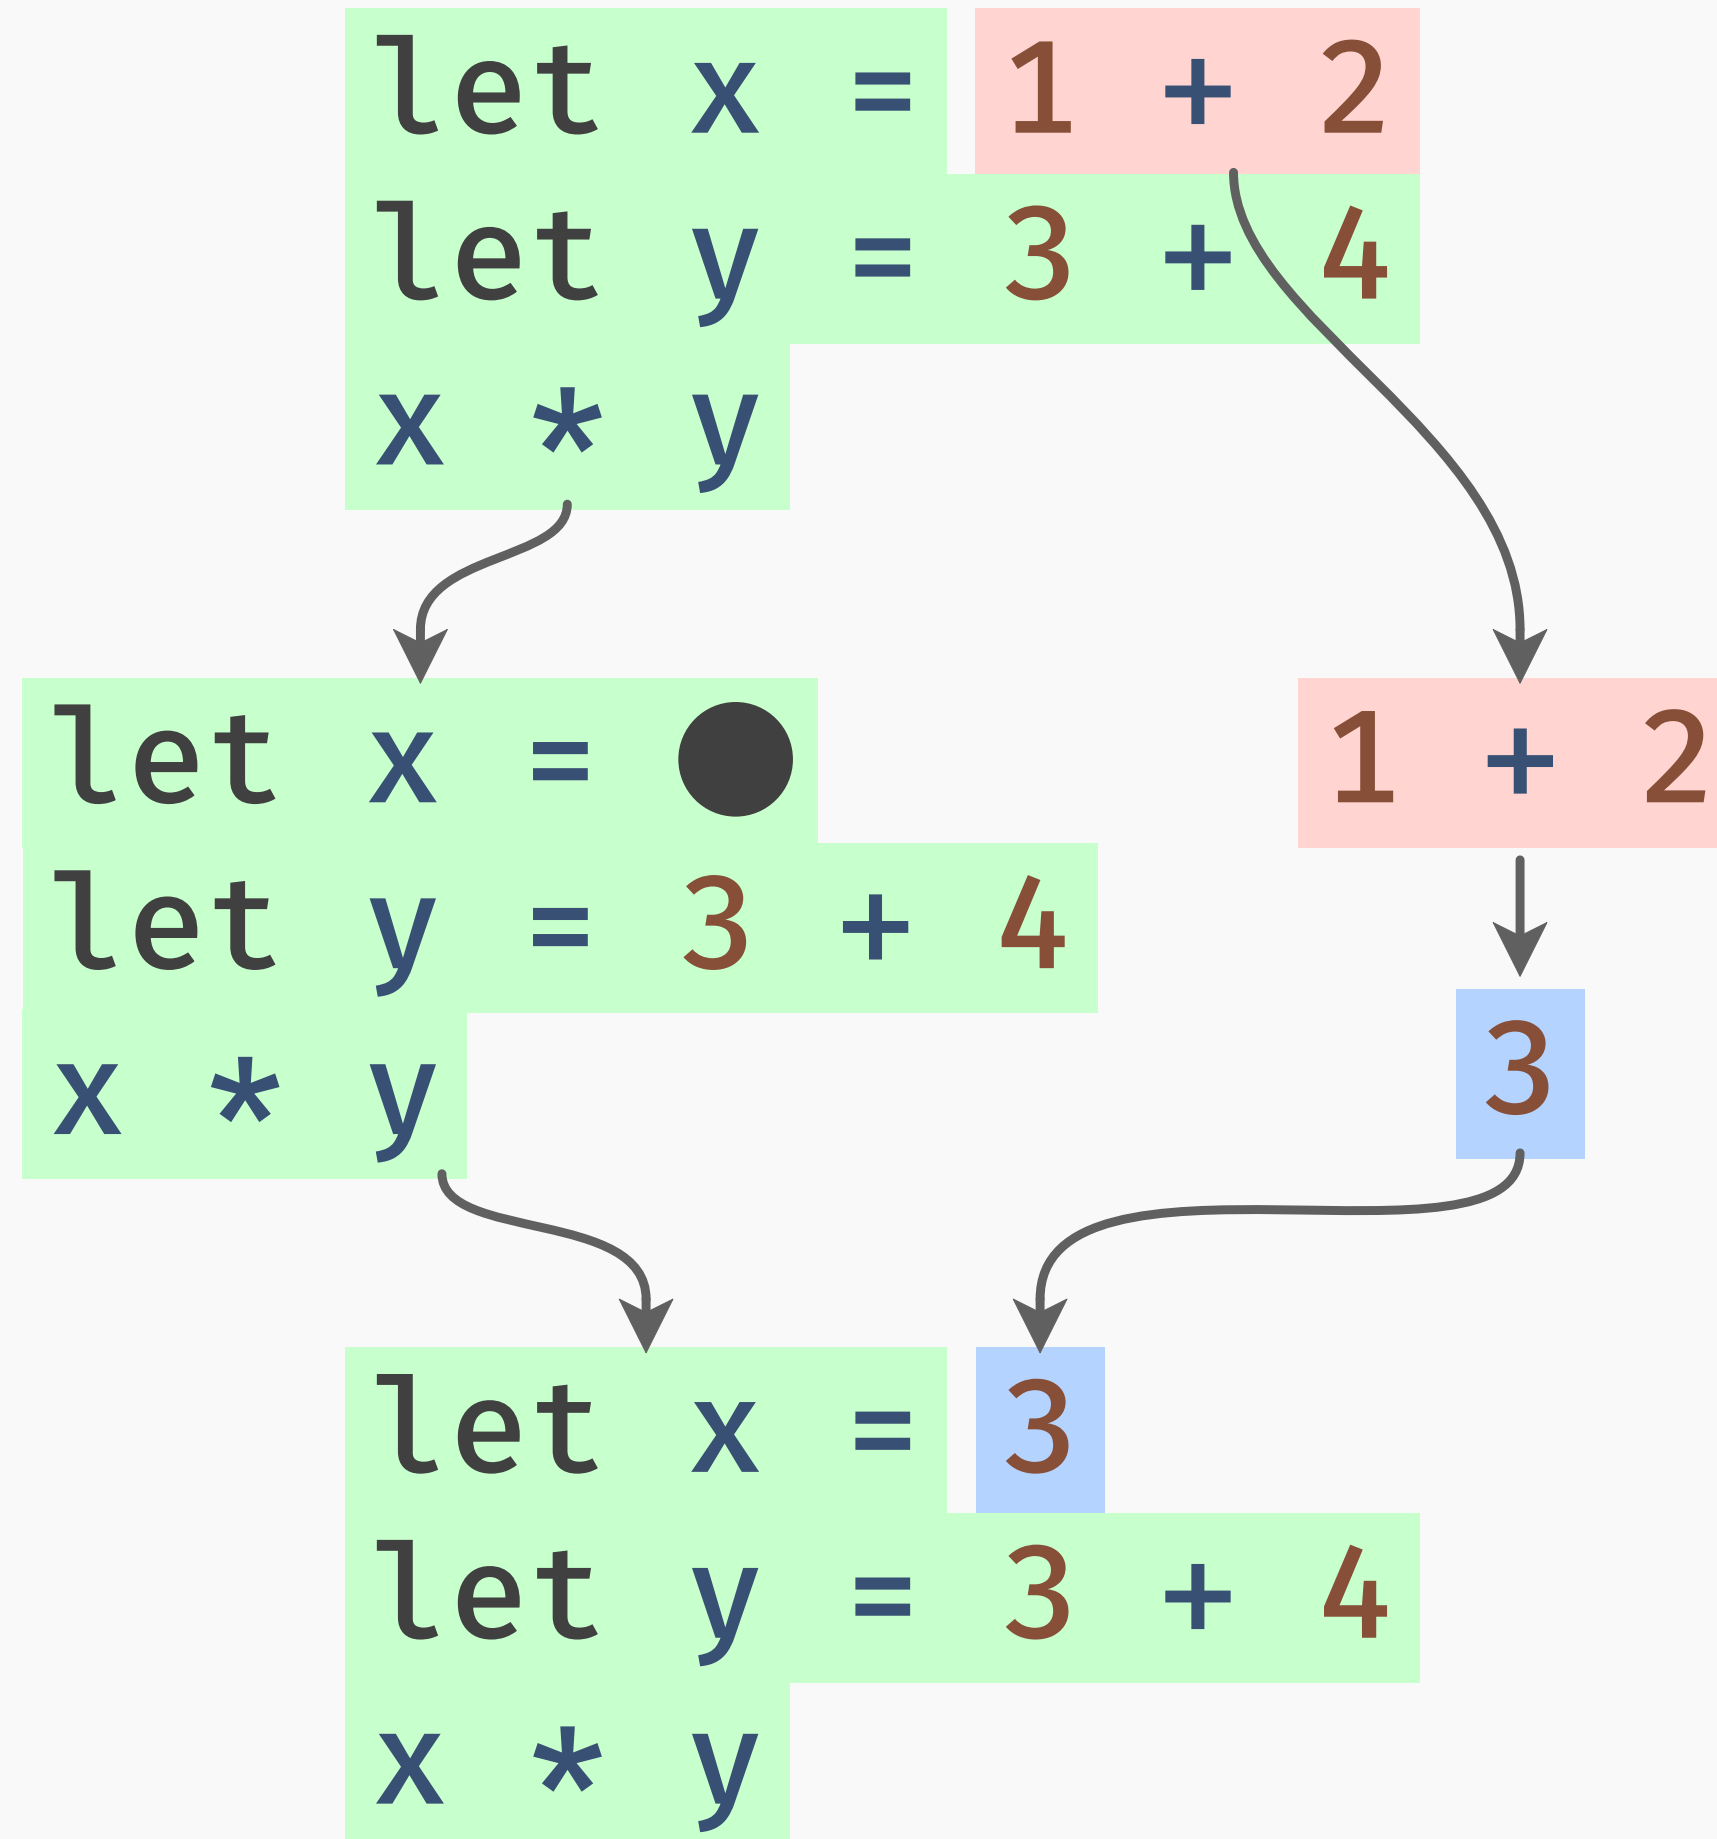 let x = 1 + 2
let y = 3 + 4
x * y
let x = ●
let y = 3 + 4
x * y
1 + 2
3
let x = 3
let y = 3 + 4
x * y